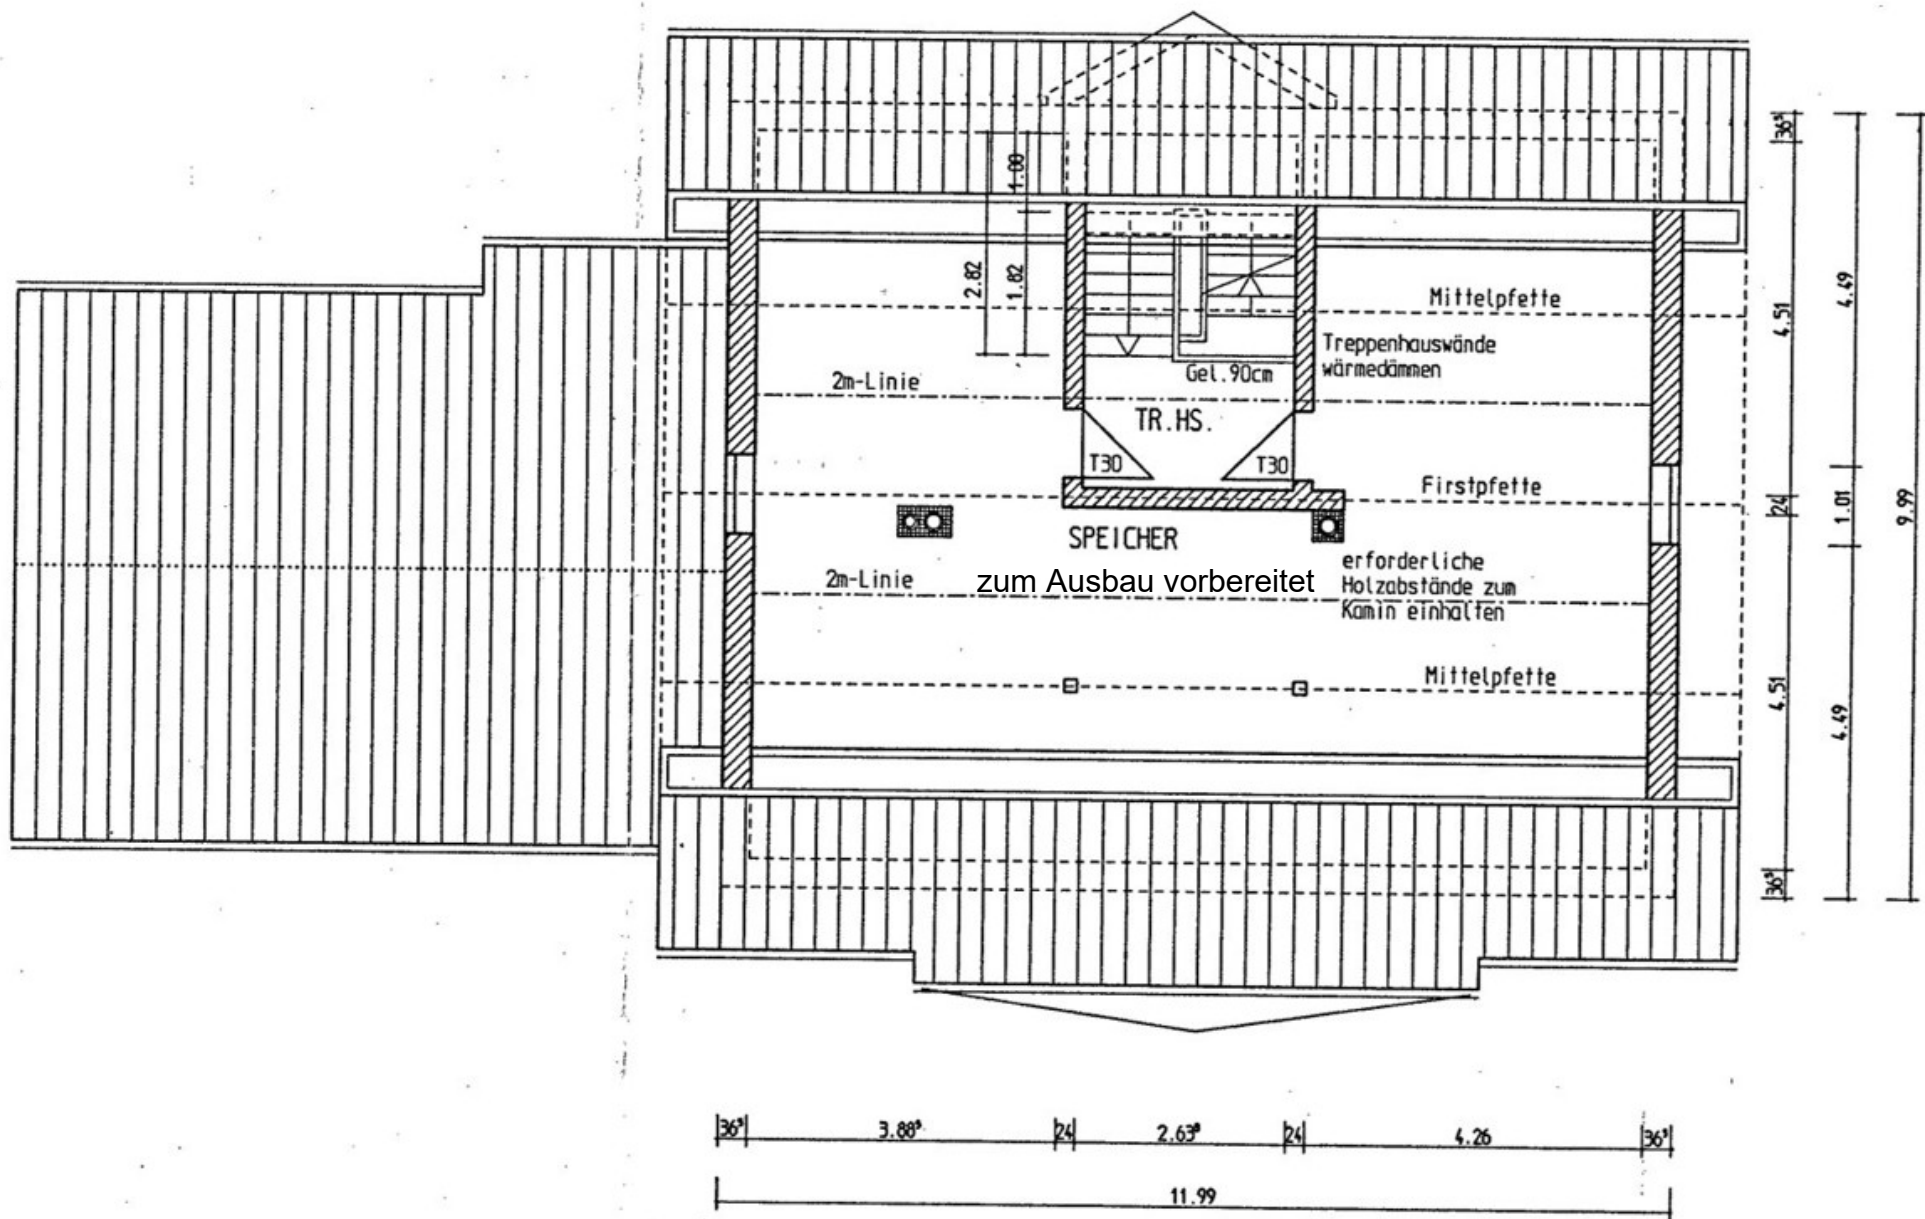 36⁵
1.00
2.82
1.82
4.51
4.49
Mittelpfette
Treppenhauswände
wärmedämmen
Gel.90cm
2m-Linie
TR.HS.
T30
T30
Firstpfette
24
1.01
9.99
SPEICHER
zum Ausbau vorbereitet
2m-Linie
erforderliche
Holzabstände zum
Kamin einhalten
Mittelpfette
4.51
4.49
36⁵
36⁵
3.88⁵
24
2.63⁵
24
4.26
36⁵
11.99